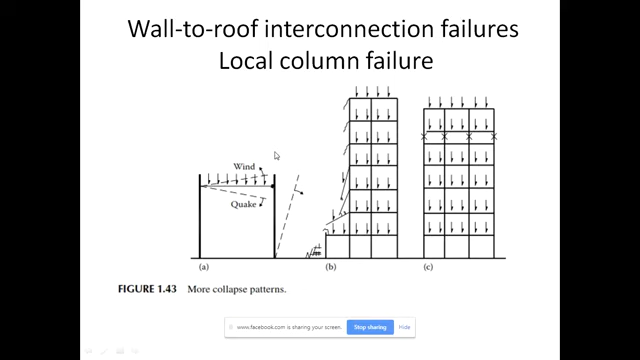 Wall-to-roof interconnection failures
Local column failure
Wind
Quake
(a)
(b)
(c)
FIGURE 1.43 More collapse patterns.
www.facebook.com is sharing your screen.
Stop sharing
Hide